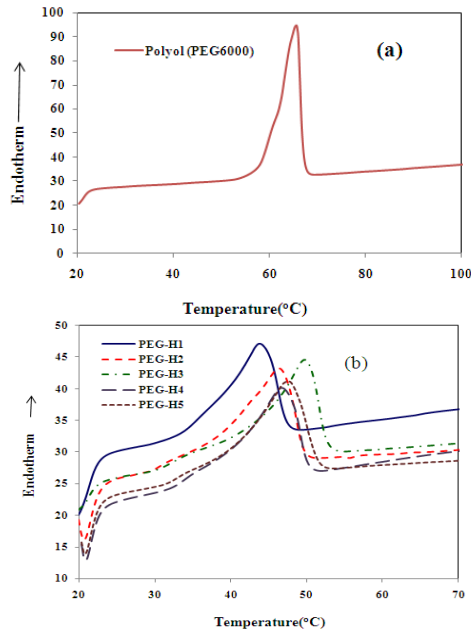 100
90
80
70
60
50
40
30
20
10
0
Endotherm
Polyol (PEG6000)
(a)
20
40
60
80
100
Temperature(°C)
50
45
40
35
30
25
20
15
10
Endotherm
PEG-H1
PEG-H2
PEG-H3
PEG-H4
PEG-H5
(b)
20
30
40
50
60
70
Temperature(°C)